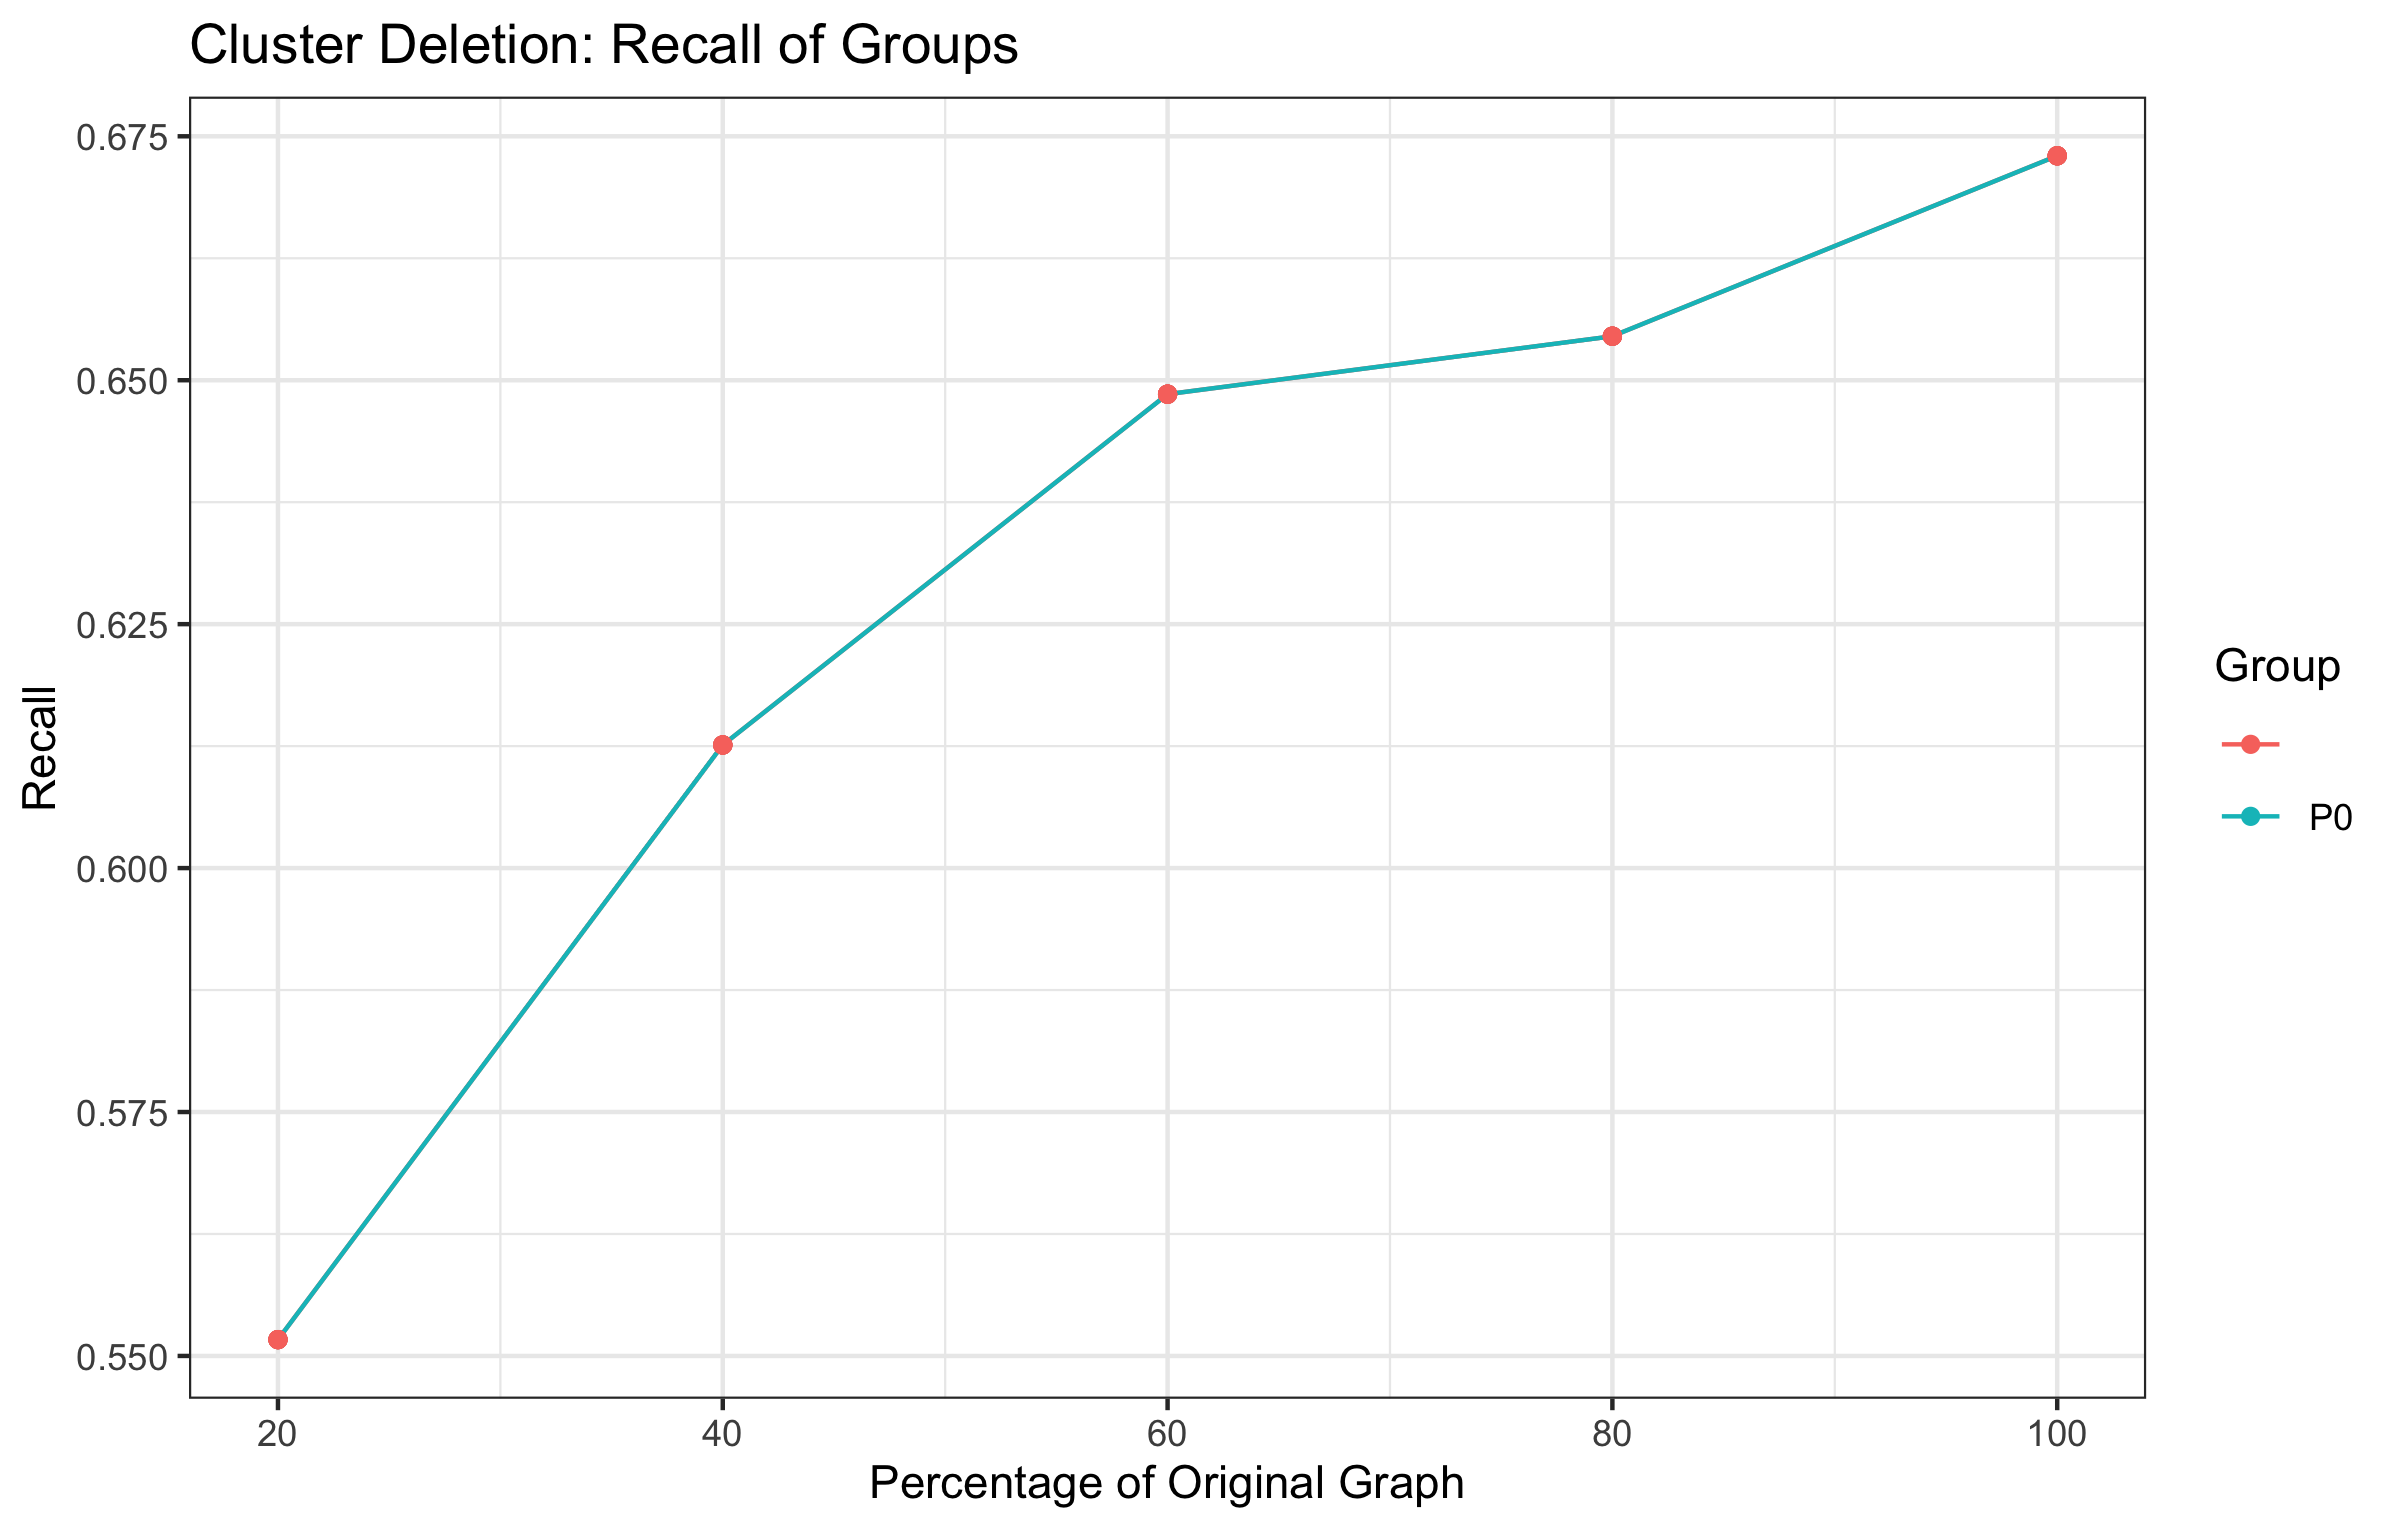 Cluster Deletion: Recall of Groups
0.675
0.650
0.625
0.600
0.575
0.550
Recall
20 40 60 80 100
Percentage of Original Graph
Group
P0